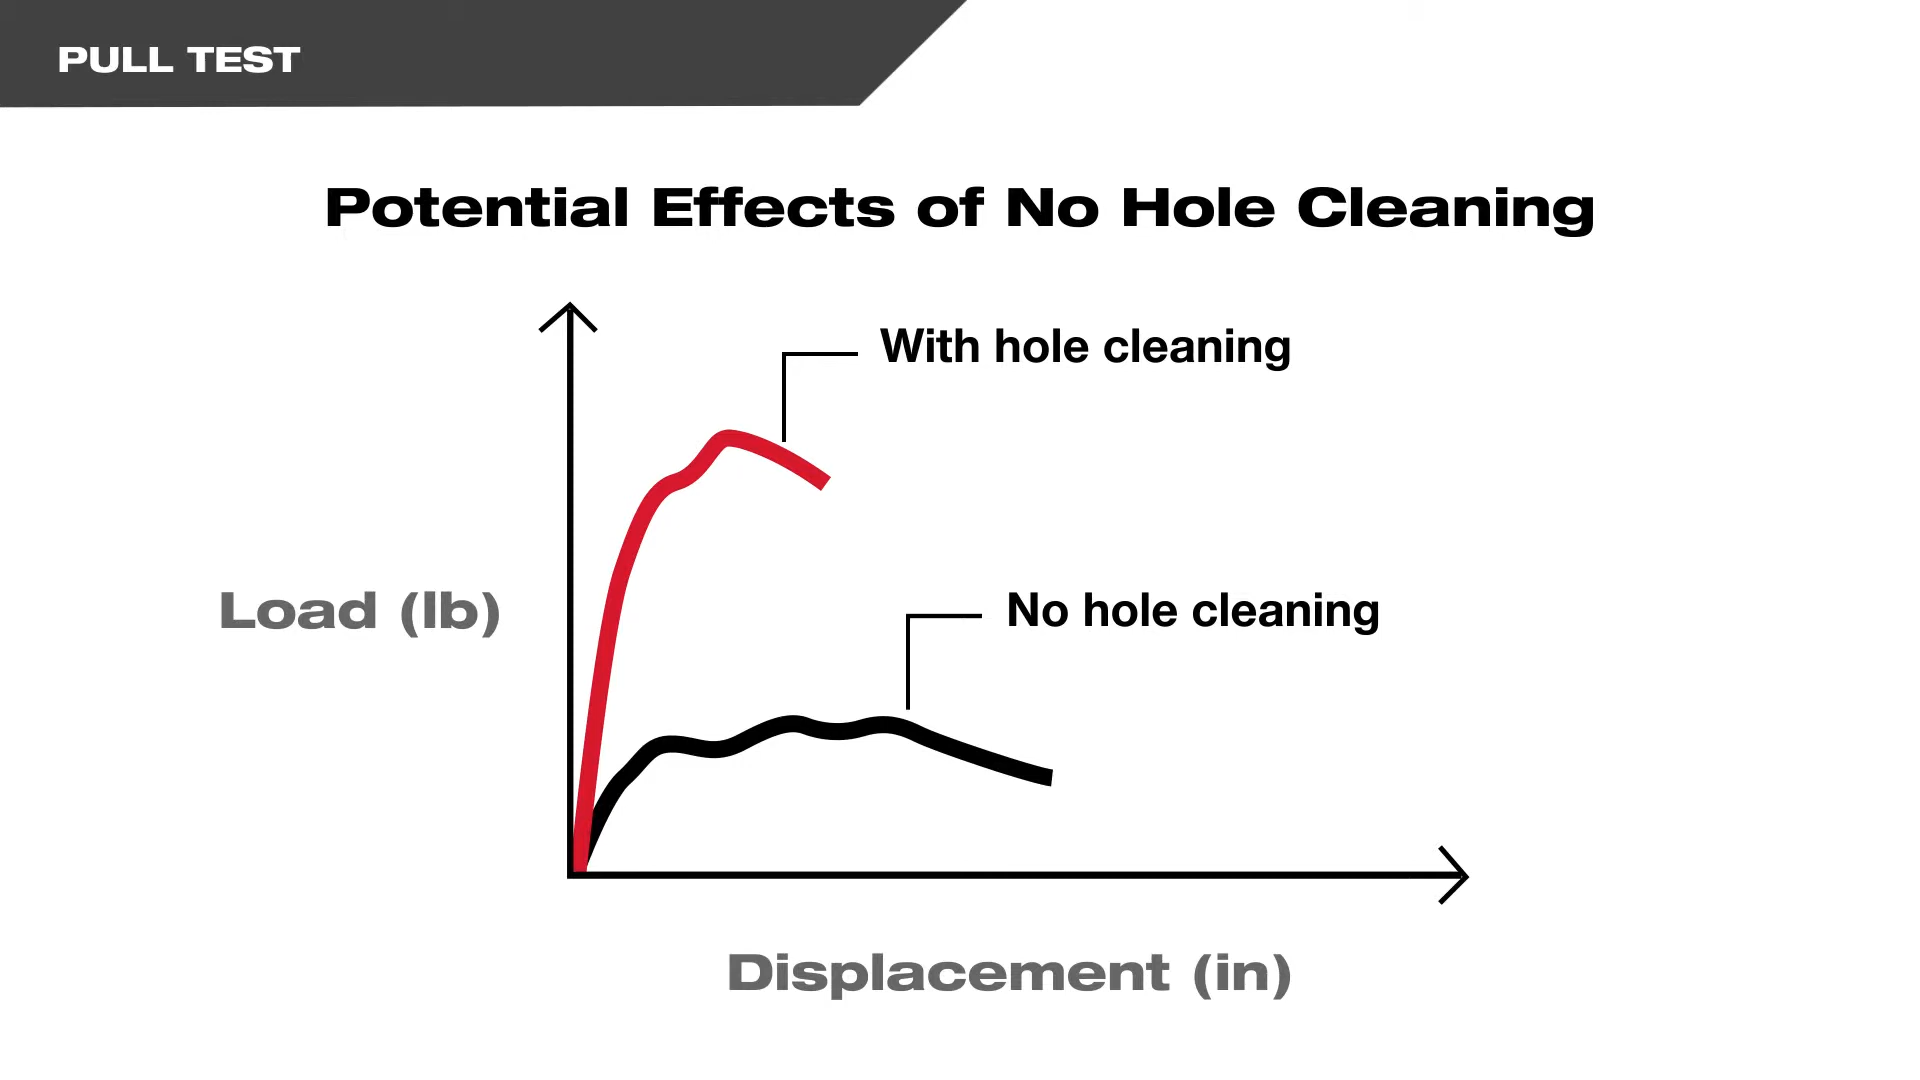 PULL TEST
Potential Effects of No Hole Cleaning
With hole cleaning
Load (lb)
No hole cleaning
Displacement (in)